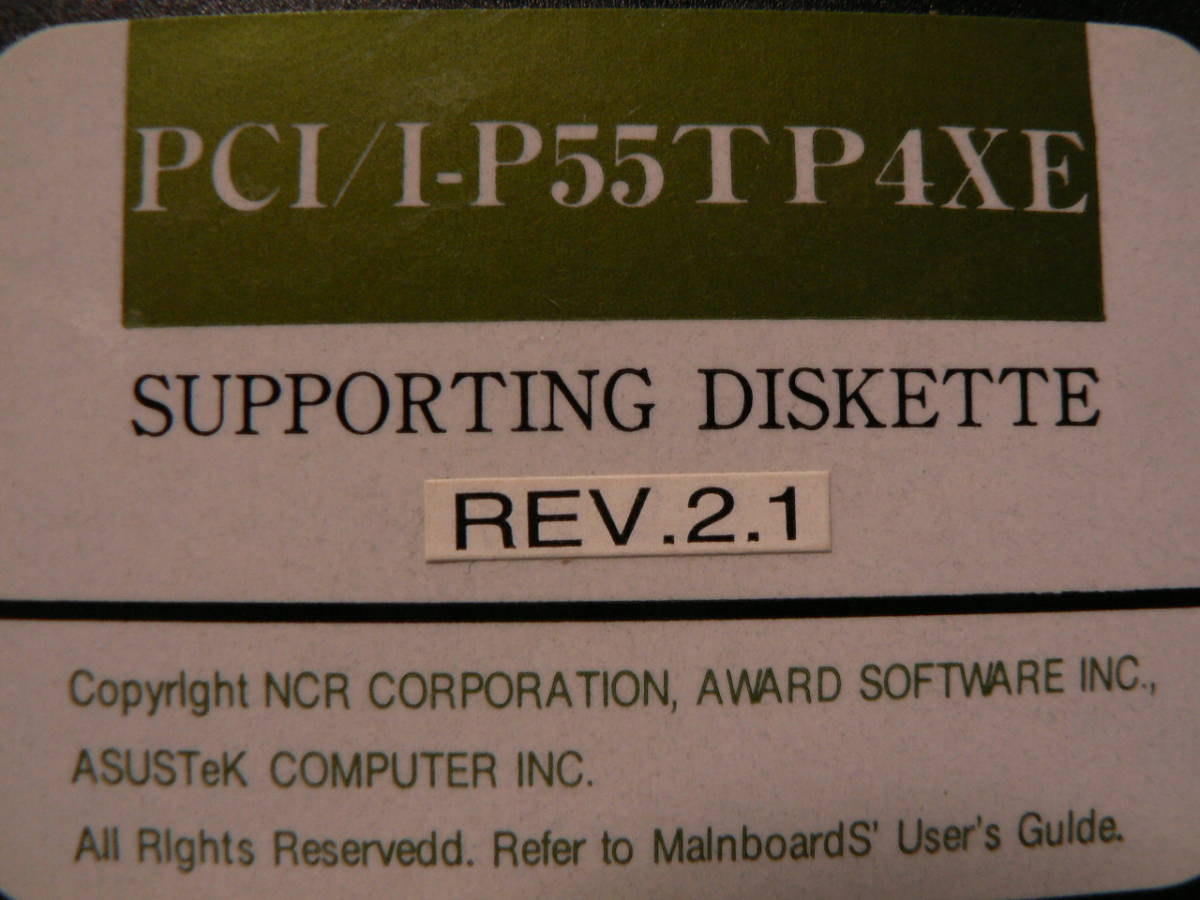 PCI/I-P55TP4XE
SUPPORTING DISKETTE
REV.2.1
CopyrIght NCR CORPORATION, AWARD SOFTWARE INC.,
ASUSTeK COMPUTER INC.
All RIghts Reservedd. Refer to MaInboardS' User's GuIde.